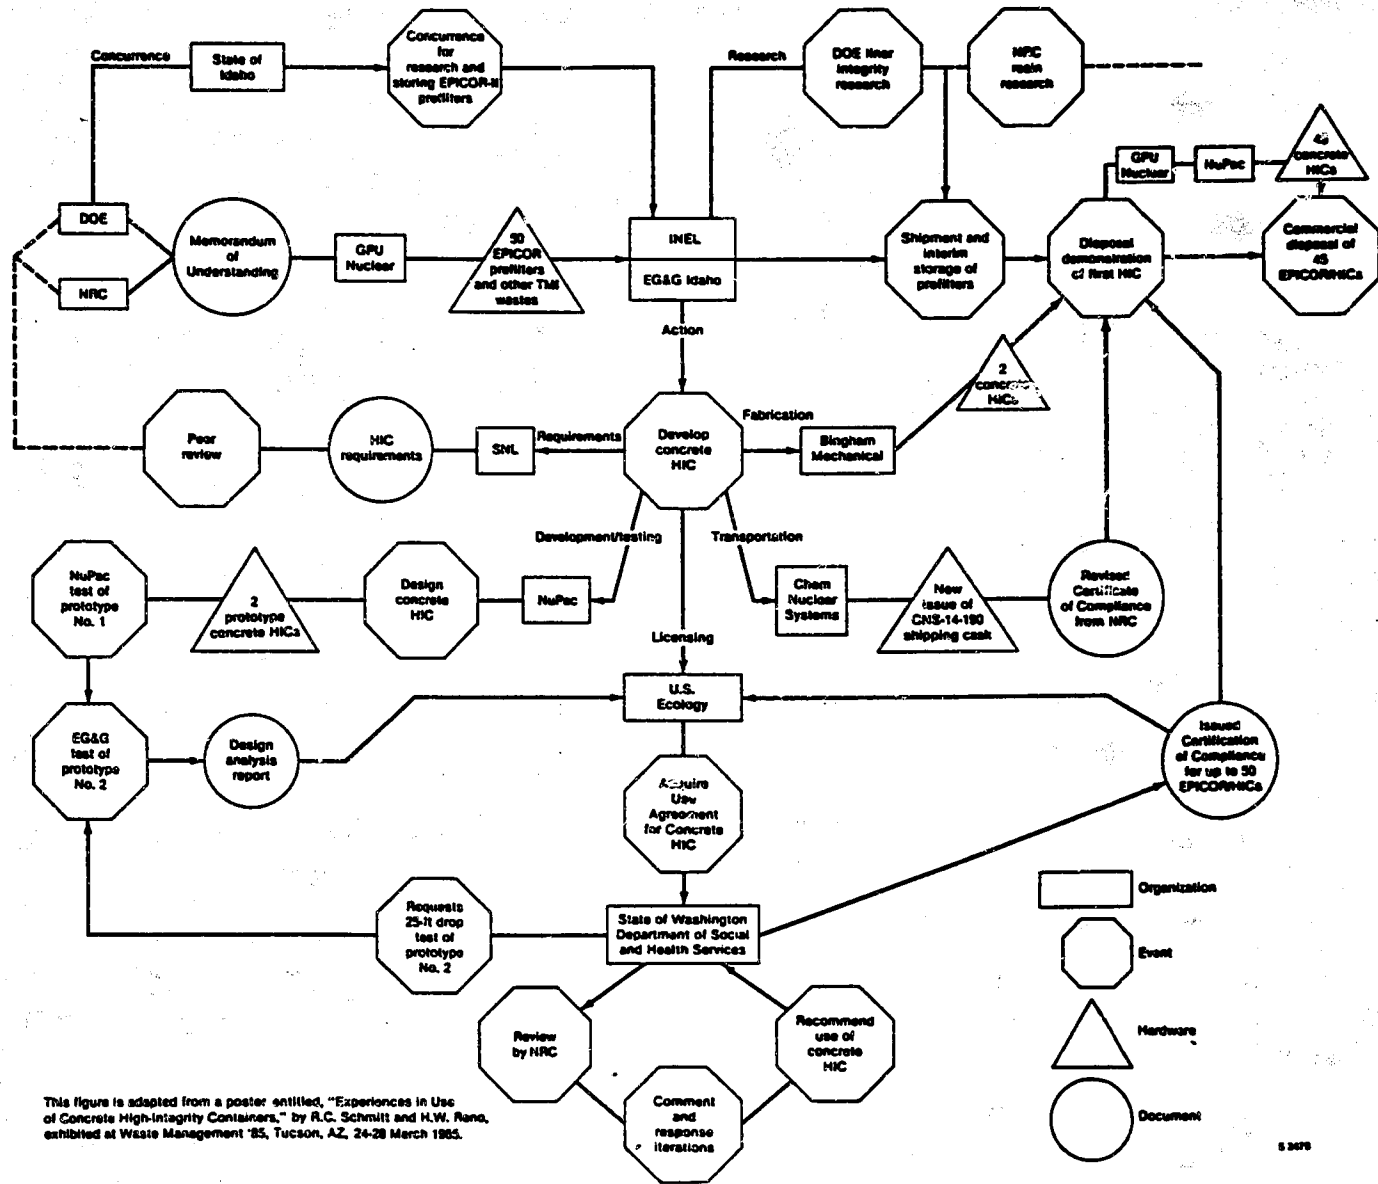 Concurrence
State of
Idaho
Concurrence
for
research and
storing EPICOR-II
prefilters
Research
DOE liner
integrity
research
NRC
resin
research
GPU
Nuclear
NuPac
concrete
HICs
DOE
NRC
Memorandum
of
Understanding
GPU
Nuclear
50
EPICOR
prefilters
and other TMI
wastes
INEL
EG&G Idaho
Shipment and
interim
storage of
prefilters
Disposal
demonstration
of first HIC
Commercial
disposal of
45
EPICOR/HICs
Action
2
concrete
HICs
Peer
review
HIC
requirements
SNL
Requirements
Develop
concrete
HIC
Fabrication
Bingham
Mechanical
Development/testing
Transportation
NuPac
test of
prototype
No. 1
2
prototype
concrete HICs
Design
concrete
HIC
NuPac
Chem
Nuclear
Systems
New
issue of
CNS-14-190
shipping cask
Revised
Certificate
of Compliance
from NRC
Licensing
U.S.
Ecology
EG&G
test of
prototype
No. 2
Design
analysis
report
Issued
Certification
of Compliance
for up to 50
EPICOR/HICs
Acquire
Use
Agreement
for Concrete
HIC
Requests
25-ft drop
test of
prototype
No. 2
State of Washington
Department of Social
and Health Services
Organization
Event
Review
by NRC
Recommend
use of
concrete
HIC
Hardware
Comment
and
response
iterations
Document
This figure is adapted from a poster entitled, "Experiences in Use
of Concrete High-Integrity Containers," by R.C. Schmitt and H.W. Reno,
exhibited at Waste Management '85, Tucson, AZ, 24-28 March 1985.